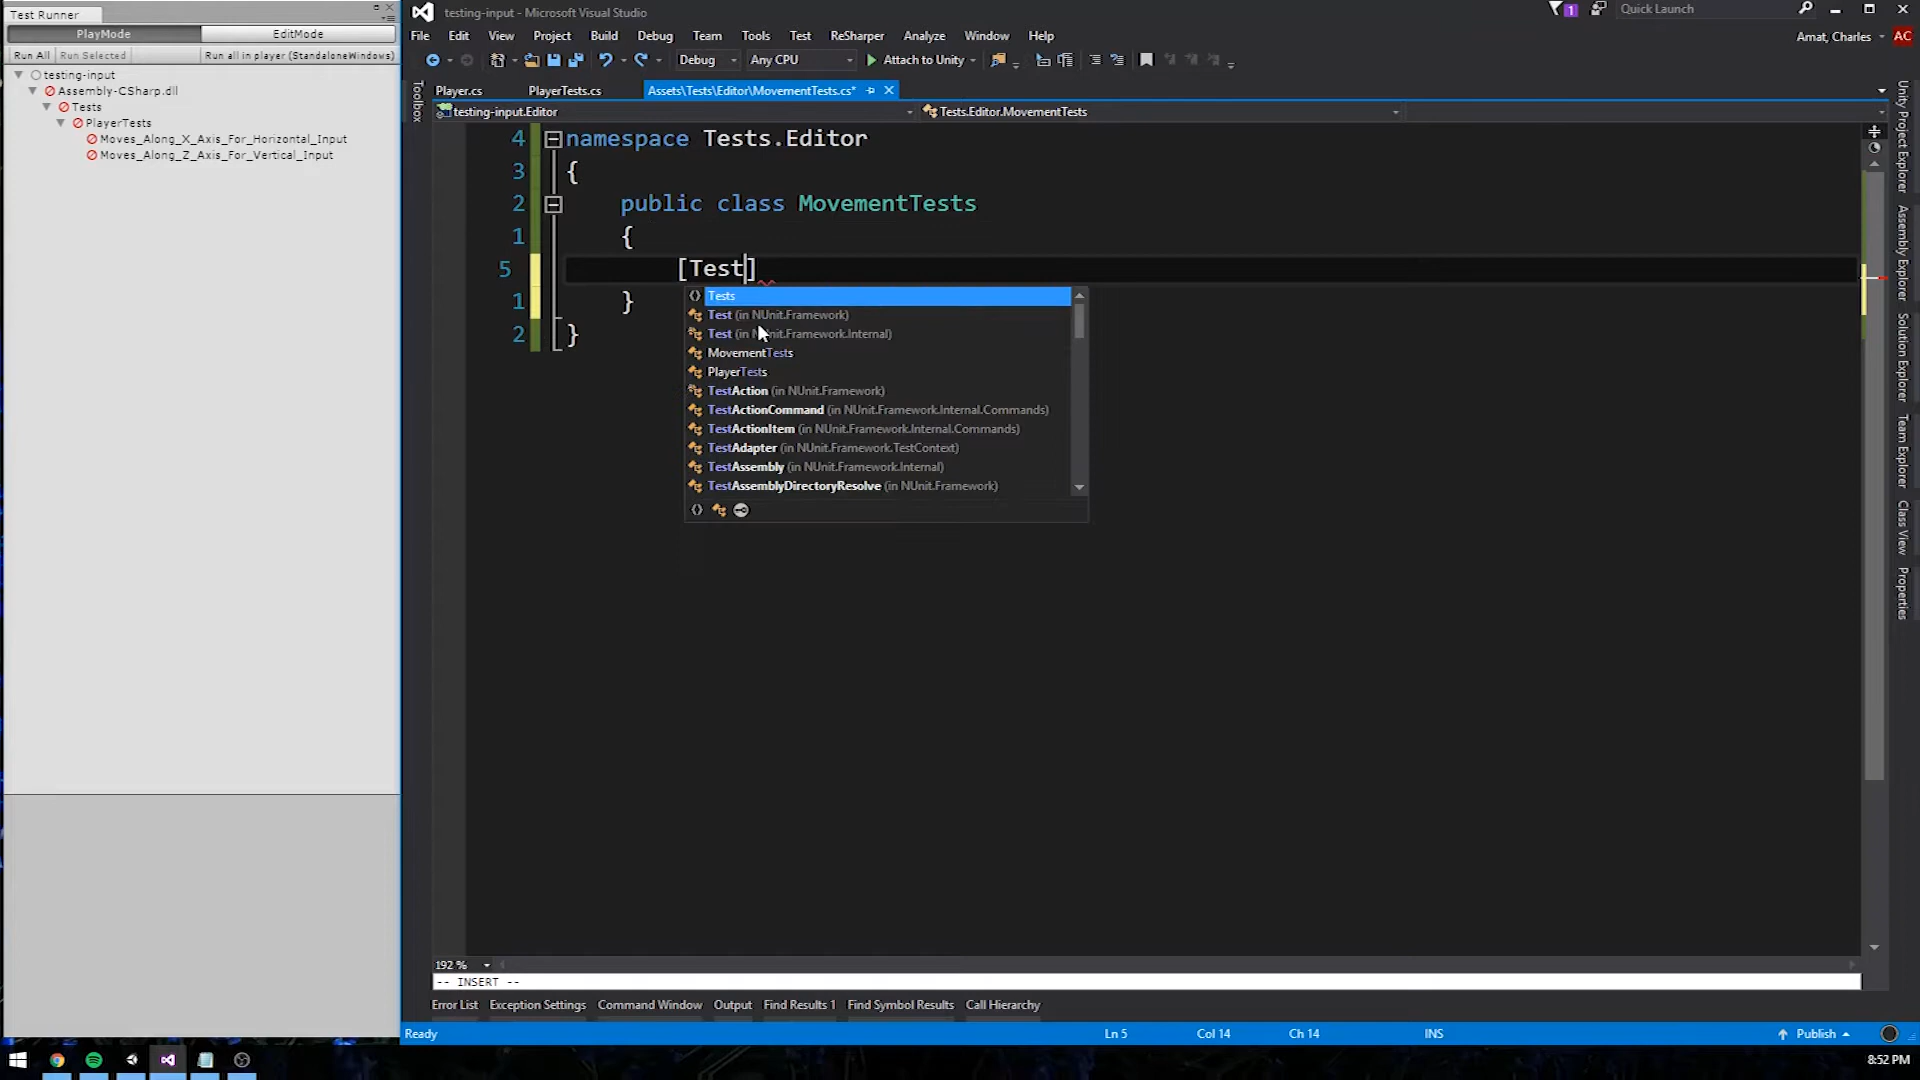 Test Runner
PlayMode EditMode
Run All Run Selected Run all in player (StandaloneWindows)
testing-input
Assembly-CSharp.dll
Tests
PlayerTests
Moves_Along_X_Axis_For_Horizontal_Input
Moves_Along_Z_Axis_For_Vertical_Input
testing-input - Microsoft Visual Studio
1
Quick Launch
File Edit View Project Build Debug Team Tools Test ReSharper Analyze Window Help
Amat, Charles AC
Debug Any CPU Attach to Unity
Toolbox
Player.cs PlayerTests.cs Assets\Tests\Editor\MovementTests.cs*
testing-input.Editor Tests.Editor.MovementTests
4 namespace Tests.Editor
3 {
2 public class MovementTests
1 {
5 [Test]
1 }
2 }
Tests
Test (in NUnit.Framework)
Test (in NUnit.Framework.Internal)
MovementTests
PlayerTests
TestAction (in NUnit.Framework)
TestActionCommand (in NUnit.Framework.Internal.Commands)
TestActionItem (in NUnit.Framework.Internal.Commands)
TestAdapter (in NUnit.Framework.TestContext)
TestAssembly (in NUnit.Framework.Internal)
TestAssemblyDirectoryResolve (in NUnit.Framework)
Unity Project Explorer
Assembly Explorer
Solution Explorer
Team Explorer
Class View
Properties
192 %
-- INSERT --
Error List Exception Settings Command Window Output Find Results 1 Find Symbol Results Call Hierarchy
Ready Ln 5 Col 14 Ch 14 INS Publish
8:52 PM